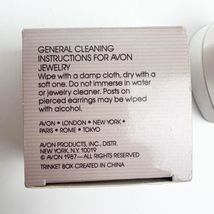 GENERAL CLEANING
INSTRUCTIONS FOR AVON
JEWELRY
Wipe with a damp cloth, dry with a
soft one. Do not immerse in water
or jewelry cleaner. Posts on
pierced earrings may be wiped
with alcohol.
AVON • LONDON • NEW YORK •
PARIS • ROME • TOKYO
AVON PRODUCTS, INC., DISTR.
NEW YORK, N.Y. 10019
© AVON 1987—ALL RIGHTS
RESERVED
TRINKET BOX CREATED IN CHINA